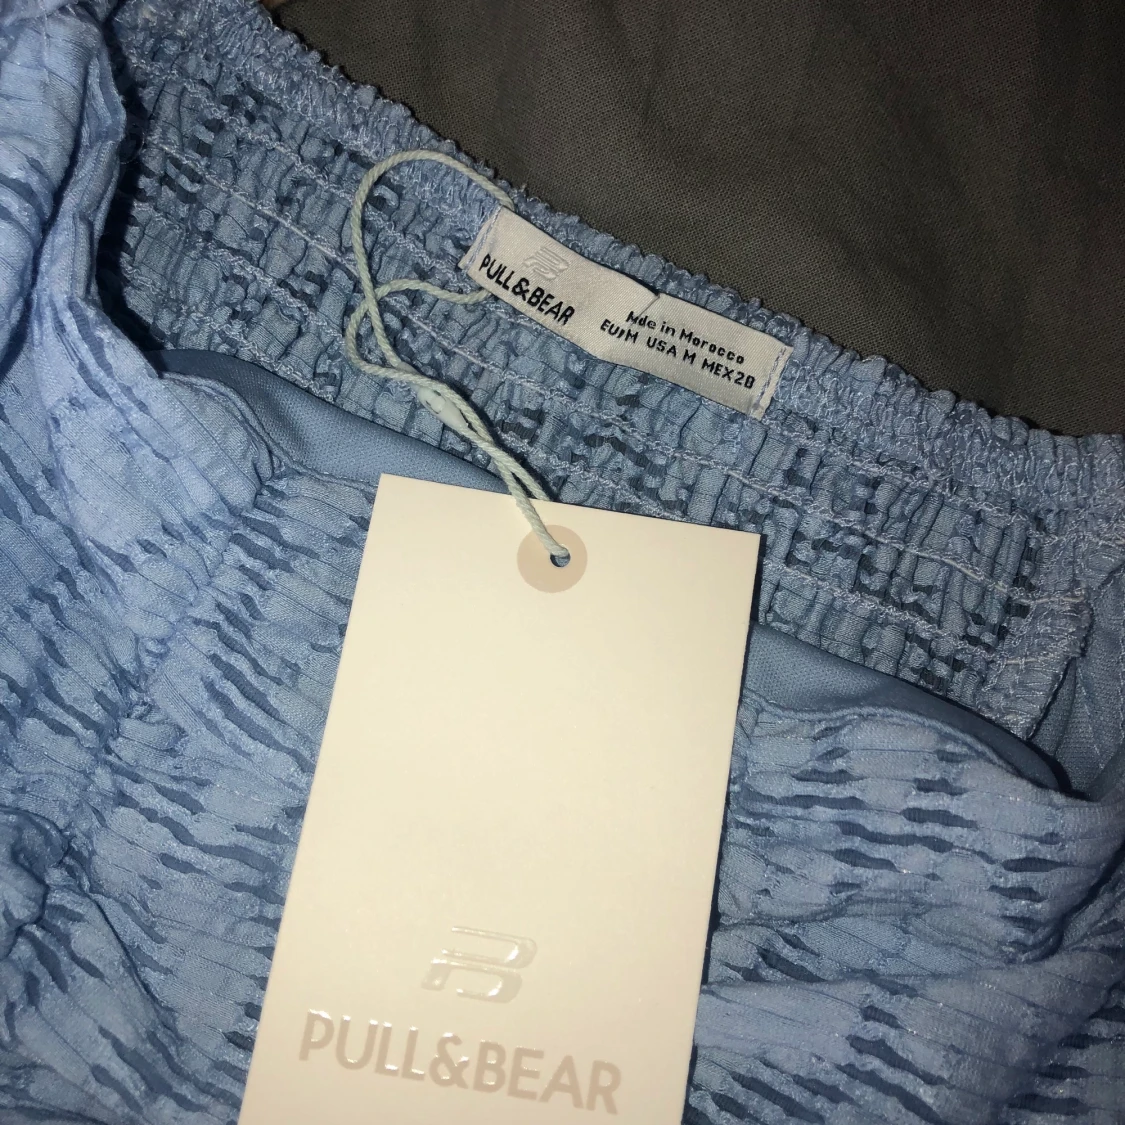 PULL&BEAR
Made in Morocco
EU M USA M MEX 28
PULL&BEAR